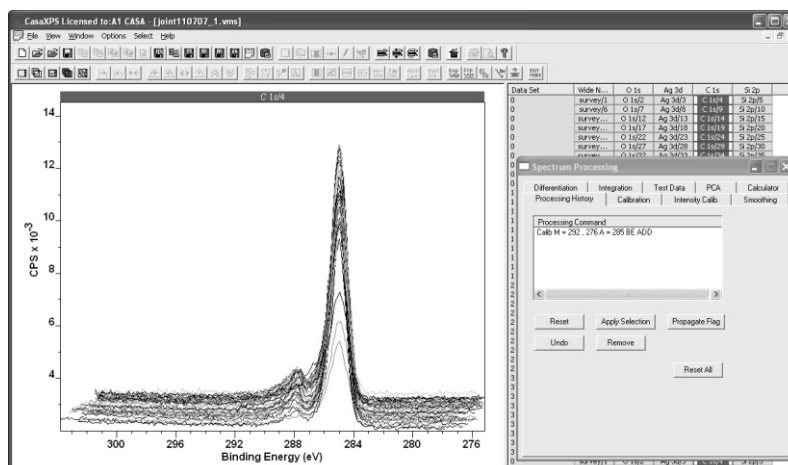 CasaXPS Licensed to:A1 CASA - [joint110707_1.vms]
File View Window Options Select Help
C 1s/4
14
12
10
8
6
4
CPS x 10⁻³
300 296 292 288 284 280 276
Binding Energy (eV)
Data Set Wide N... O 1s Ag 3d C 1s Si 2p
0 survey/1 O 1s/2 Ag 3d/3 C 1s/4 Si 2p/5
0 survey/6 O 1s/7 Ag 3d/8 C 1s/9 Si 2p/10
0 survey... O 1s/12 Ag 3d/13 C 1s/14 Si 2p/15
0 survey... O 1s/17 Ag 3d/18 C 1s/19 Si 2p/20
0 survey... O 1s/22 Ag 3d/23 C 1s/24 Si 2p/25
0 survey... O 1s/27 Ag 3d/28 C 1s/29 Si 2p/30
Spectrum Processing
Differentiation Integration Test Data PCA Calculator
Processing History Calibration Intensity Calib. Smoothing
Processing Command
Calib M = 292 , 276 A = 285 BE ADD
Reset Apply Selection Propagate Flag
Undo Remove
Reset All